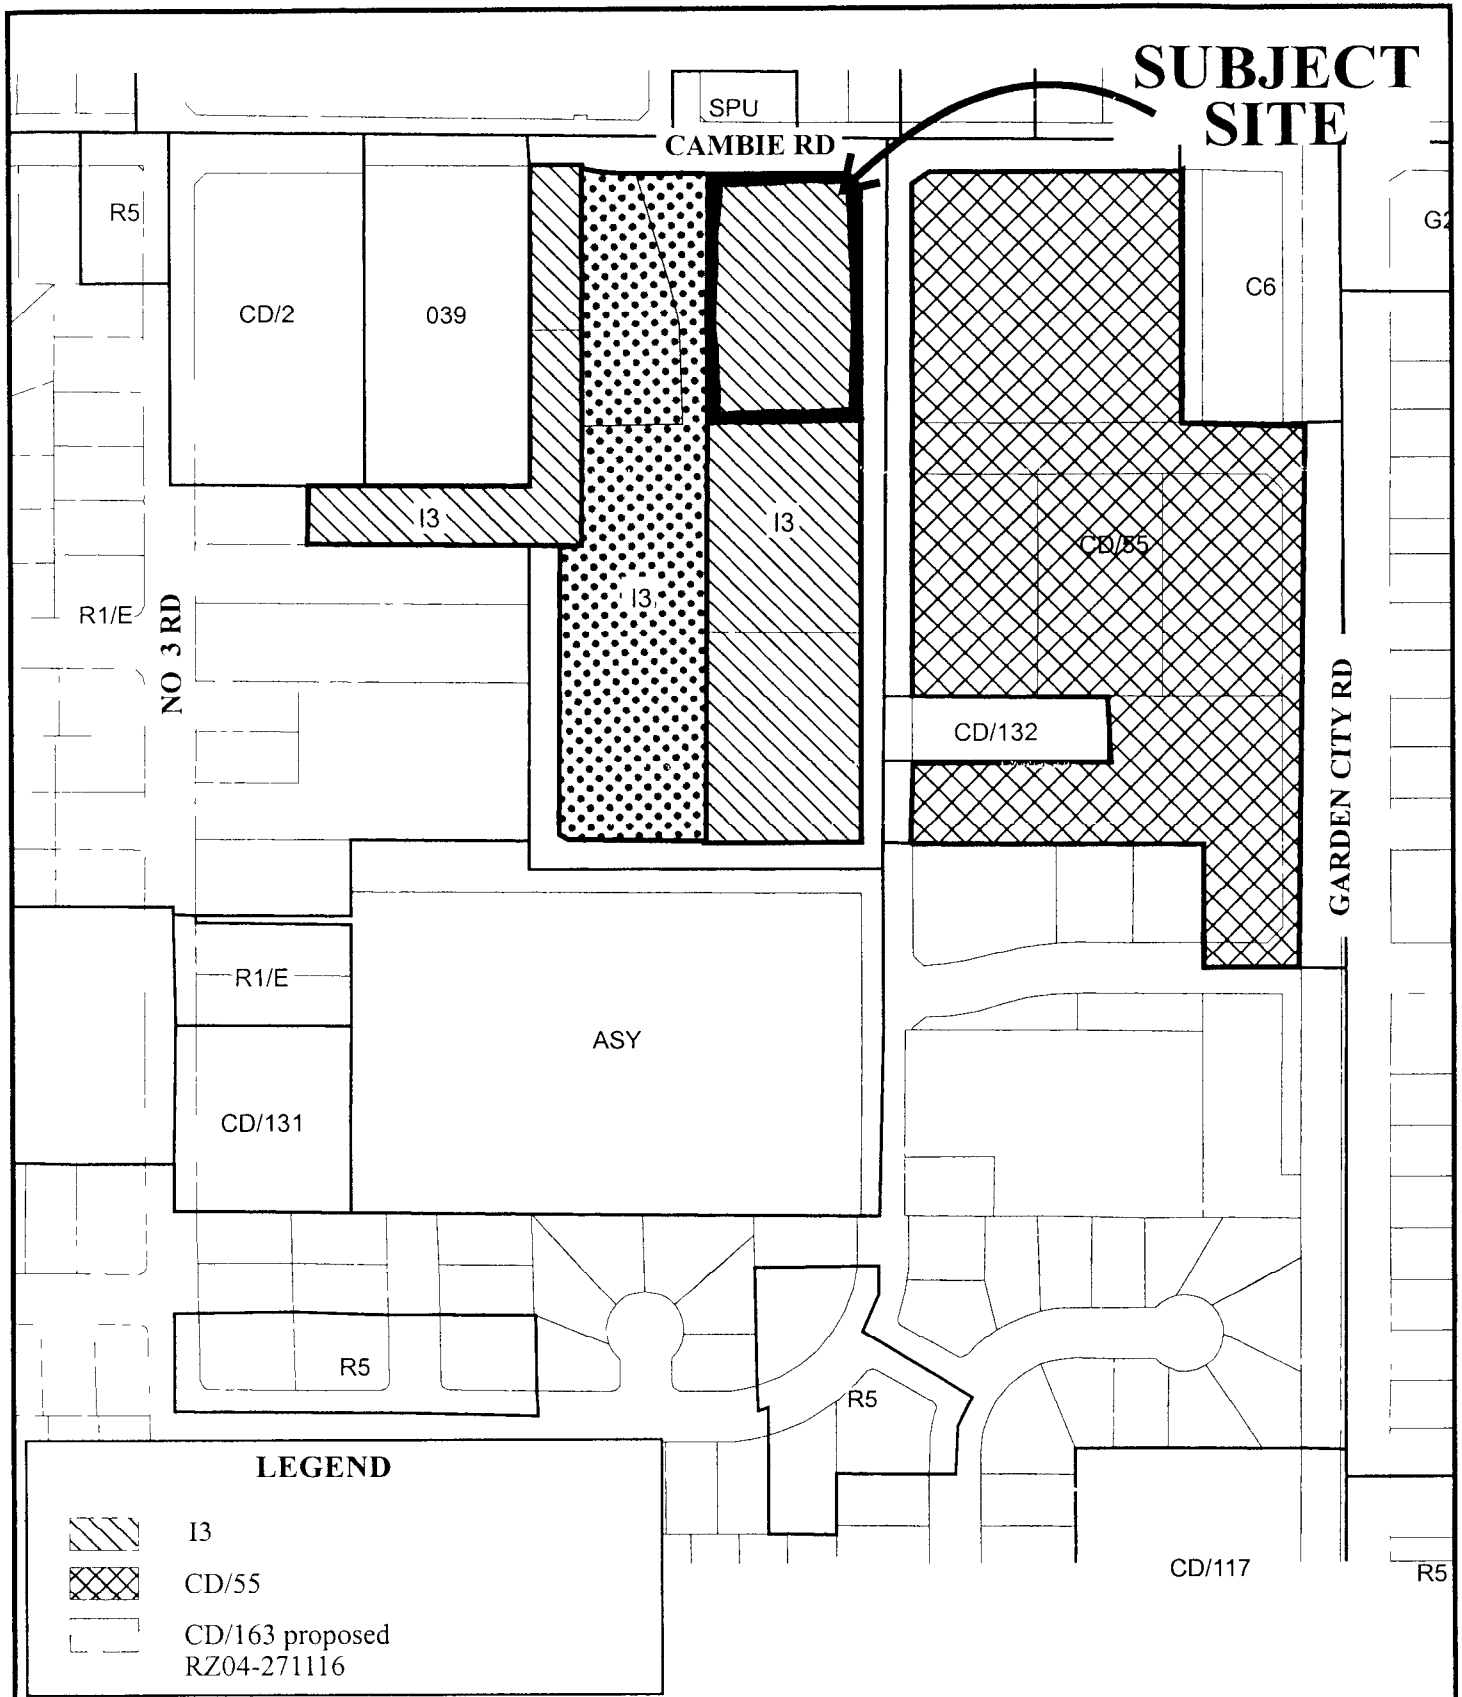 SUBJECT
SITE
SPU
CAMBIE RD
R5
G2
CD/2
039
C6
I3
I3
CD/55
I3
R1/E
NO 3 RD
CD/132
GARDEN CITY RD
R1/E
ASY
CD/131
R5
R5
LEGEND
I3
CD/55
CD/163 proposed
RZ04-271116
CD/117
R5